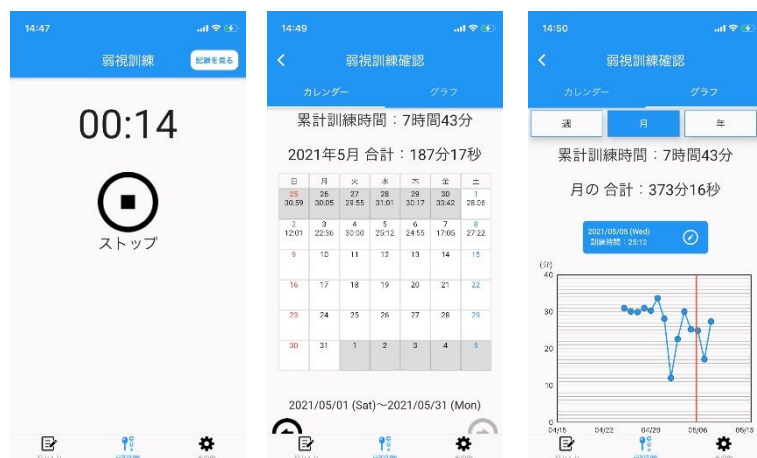 14:47
弱視訓練
記録を見る
00:14
ストップ
14:49
弱視訓練確認
カレンダー グラフ
累計訓練時間：7時間43分
2021年5月 合計：187分17秒
日 月 火 水 木 金 土
25 26 27 28 29 30 1
30:59 30:05 29:55 31:01 30:17 33:42 28:06
2 3 4 5 6 7 8
12:01 22:36 30:00 25:12 24:55 17:05 27:22
9 10 11 12 13 14 15
16 17 18 19 20 21 22
23 24 25 26 27 28 29
30 31 1 2 3 4 5
2021/05/01 (Sat)～2021/05/31 (Mon)
14:50
弱視訓練確認
カレンダー グラフ
週 月 年
累計訓練時間：7時間43分
月の 合計：373分16秒
2021/05/05 (Wed)
訓練時間：25:12
(分)
40
30
20
10
0
04/15 04/22 04/29 05/06 05/13